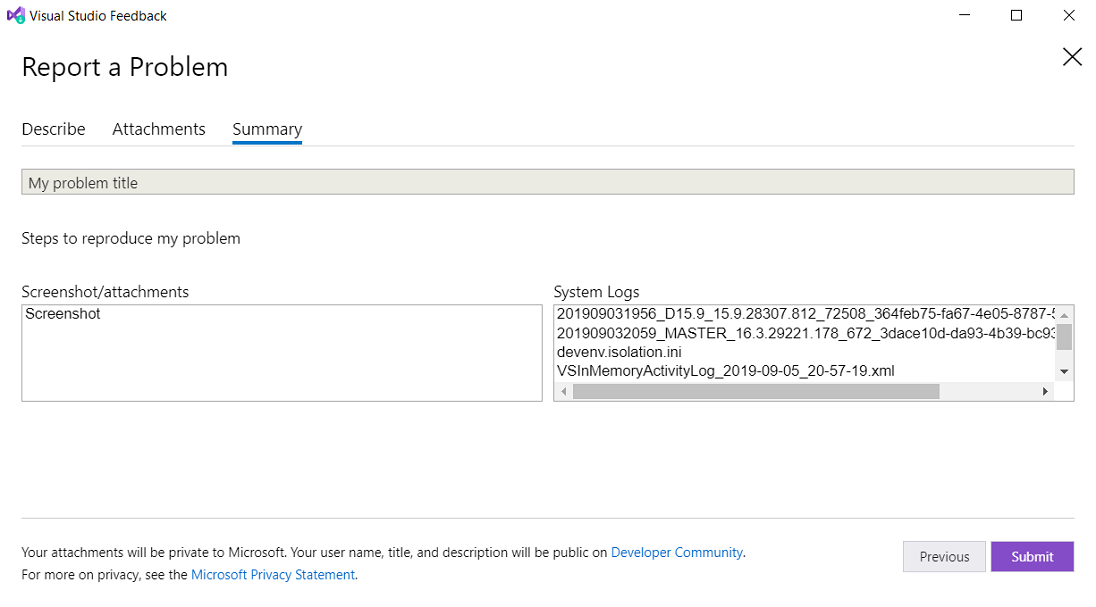 Visual Studio Feedback
Report a Problem
Describe Attachments Summary
My problem title
Steps to reproduce my problem
Screenshot/attachments
Screenshot
System Logs
201909031956_D15.9_15.9.28307.812_72508_364feb75-fa67-4e05-8787-5
201909032059_MASTER_16.3.29221.178_672_3dace10d-da93-4b39-bc93
devenv.isolation.ini
VSInMemoryActivityLog_2019-09-05_20-57-19.xml
Your attachments will be private to Microsoft. Your user name, title, and description will be public on Developer Community.
For more on privacy, see the Microsoft Privacy Statement.
Previous
Submit